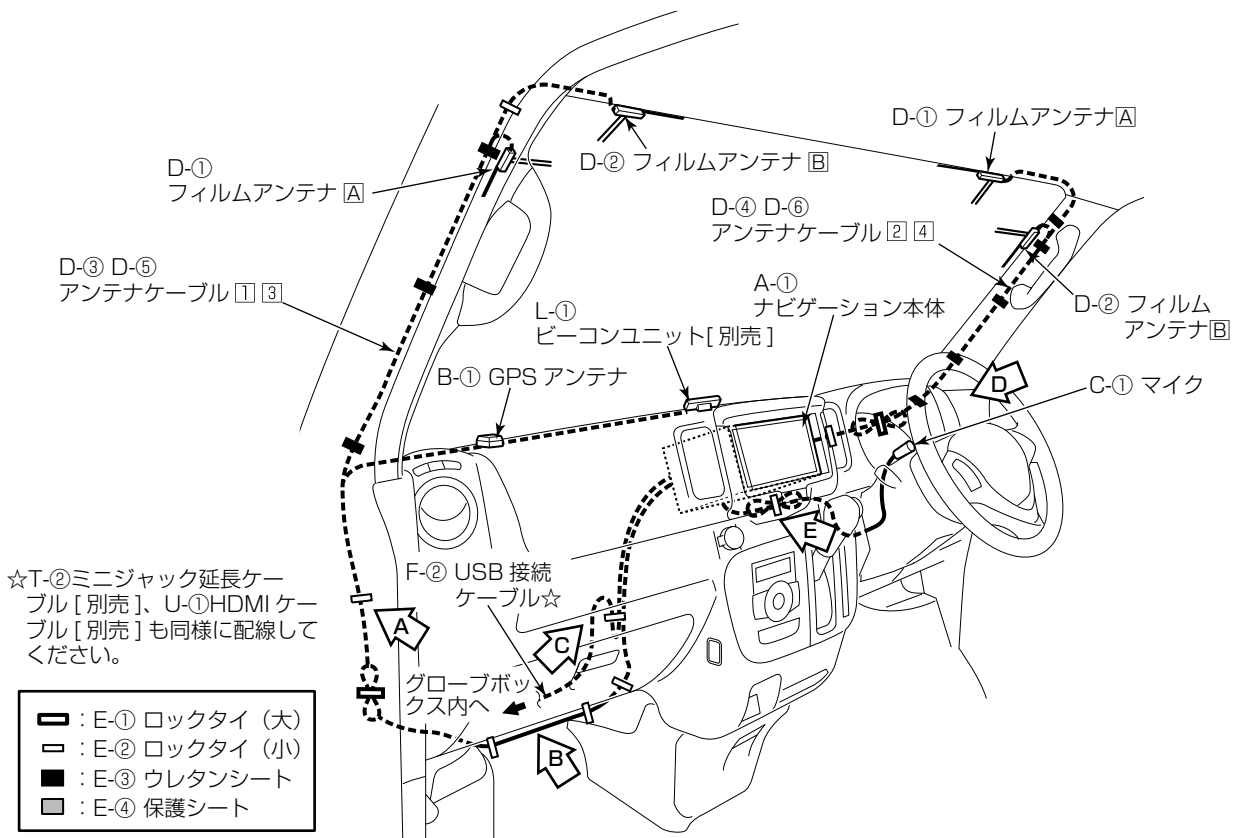 D-① フィルムアンテナA
D-② フィルムアンテナ B
D-①
フィルムアンテナ A
D-④ D-⑥
アンテナケーブル 2 4
D-③ D-⑤
アンテナケーブル 1 3
A-①
ナビゲーション本体
D-② フィルム
アンテナB
L-①
ビーコンユニット[ 別売 ]
B-① GPS アンテナ
D
C-① マイク
E
F-② USB 接続
ケーブル☆
☆T-②ミニジャック延長ケー
ブル [ 別売 ]、U-①HDMI ケー
ブル [ 別売 ] も同様に配線して
ください。
A
C
グローブボッ
クス内へ
B
: E-① ロックタイ（大）
: E-② ロックタイ（小）
: E-③ ウレタンシート
: E-④ 保護シート